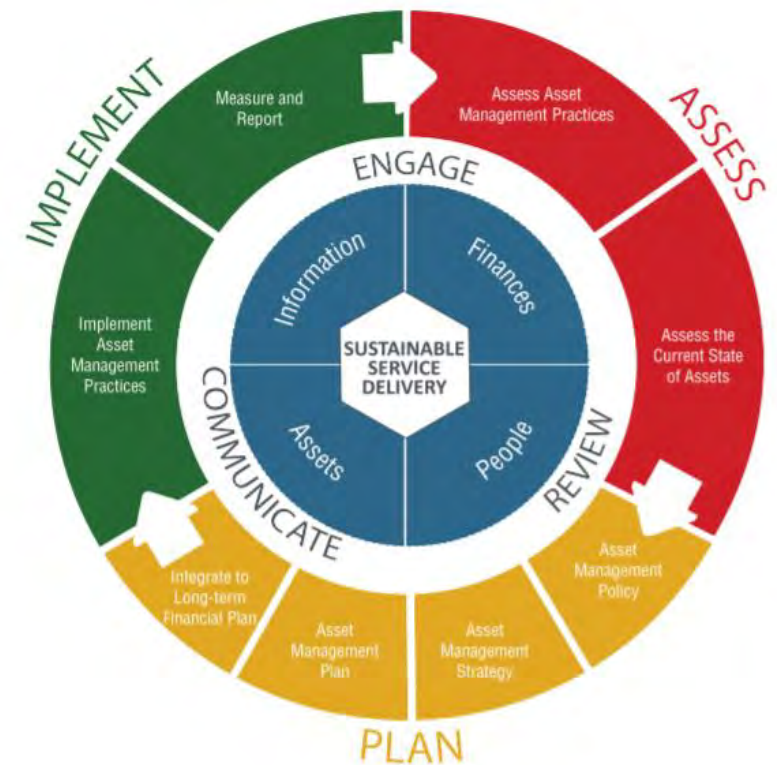 IMPLEMENT
Measure and
Report
Assess Asset
Management Practices
ASSESS
ENGAGE
Information
Finances
Implement
Asset
Management
Practices
SUSTAINABLE
SERVICE
DELIVERY
Assess the
Current State
of Assets
COMMUNICATE
Assets
People
REVIEW
Integrate to
Long-term
Financial Plan
Asset
Management
Plan
Asset
Management
Strategy
Asset
Management
Policy
PLAN